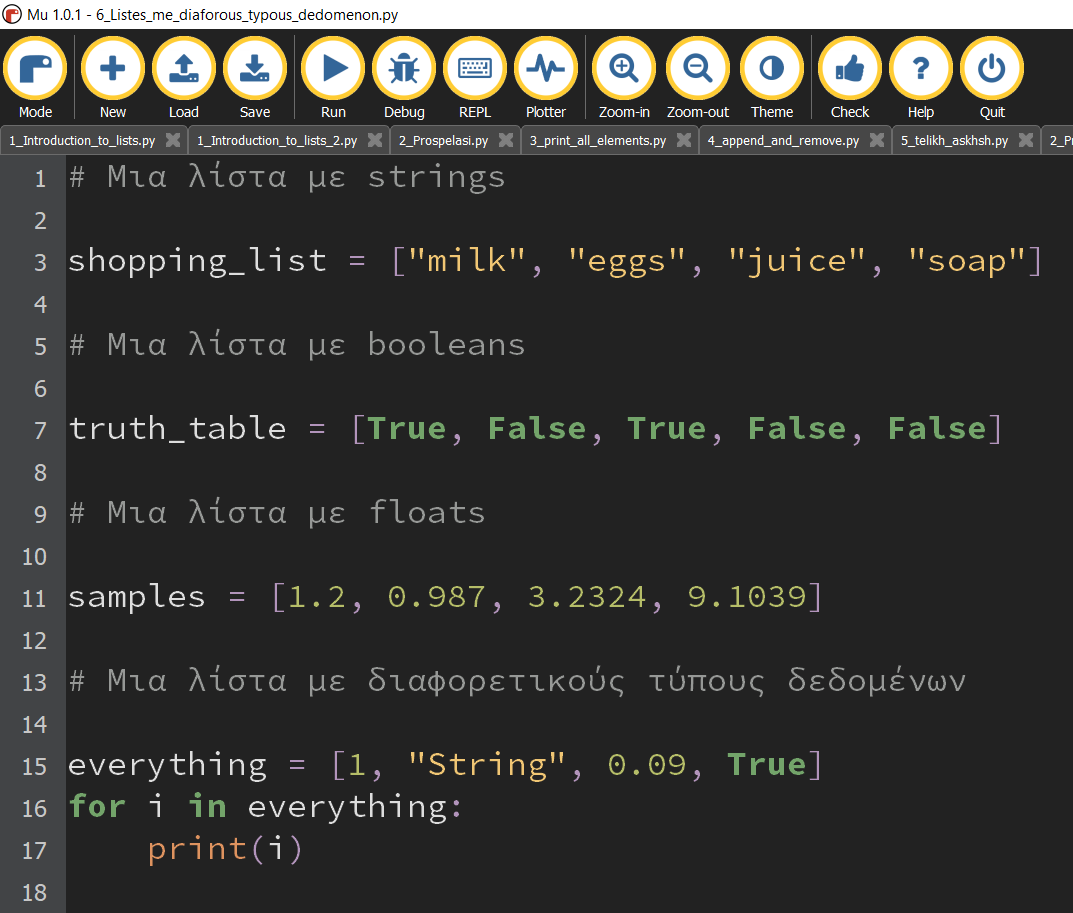 Mu 1.0.1 - 6_Listes_me_diaforous_typous_dedomenon.py
Mode New Load Save Run Debug REPL Plotter Zoom-in Zoom-out Theme Check Help Quit
1_Introduction_to_lists.py 1_Introduction_to_lists_2.py 2_Prospelasi.py 3_print_all_elements.py 4_append_and_remove.py 5_telikh_askhsh.py
1 # Μια λίστα με strings
2
3 shopping_list = ["milk", "eggs", "juice", "soap"]
4
5 # Μια λίστα με booleans
6
7 truth_table = [True, False, True, False, False]
8
9 # Μια λίστα με floats
10
11 samples = [1.2, 0.987, 3.2324, 9.1039]
12
13 # Μια λίστα με διαφορετικούς τύπους δεδομένων
14
15 everything = [1, "String", 0.09, True]
16 for i in everything:
17     print(i)
18